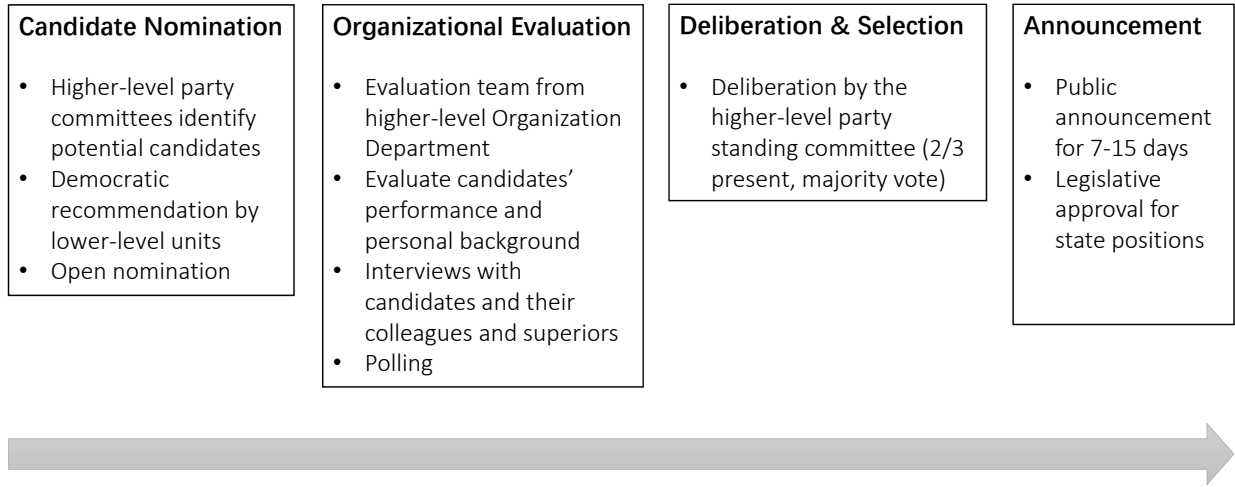 Candidate Nomination
• Higher-level party
committees identify
potential candidates
• Democratic
recommendation by
lower-level units
• Open nomination
Organizational Evaluation
• Evaluation team from
higher-level Organization
Department
• Evaluate candidates’
performance and
personal background
• Interviews with
candidates and their
colleagues and superiors
• Polling
Deliberation & Selection
• Deliberation by the
higher-level party
standing committee (2/3
present, majority vote)
Announcement
• Public
announcement
for 7-15 days
• Legislative
approval for
state positions